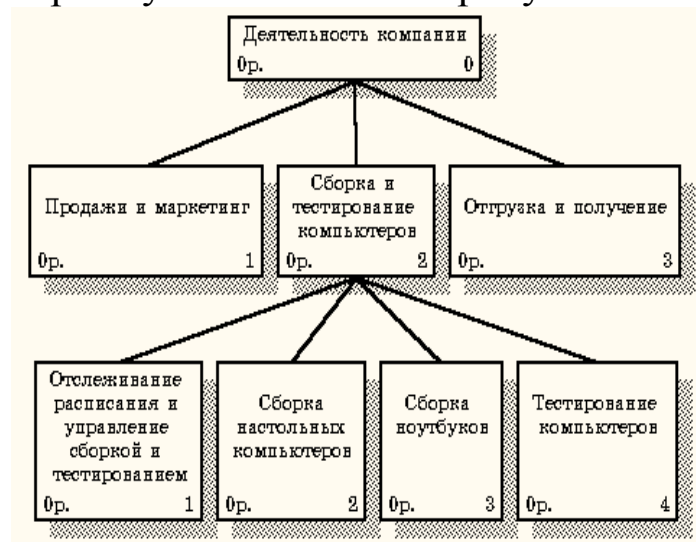 Деятельность компании
0р. 0
Продажи и маркетинг
0р. 1
Сборка и
тестирование
компьютеров
0р. 2
Отгрузка и получение
0р. 3
Отслеживание
расписания и
управление
сборкой и
тестированием
0р. 1
Сборка
настольных
компьютеров
0р. 2
Сборка
ноутбуков
0р. 3
Тестирование
компьютеров
0р. 4